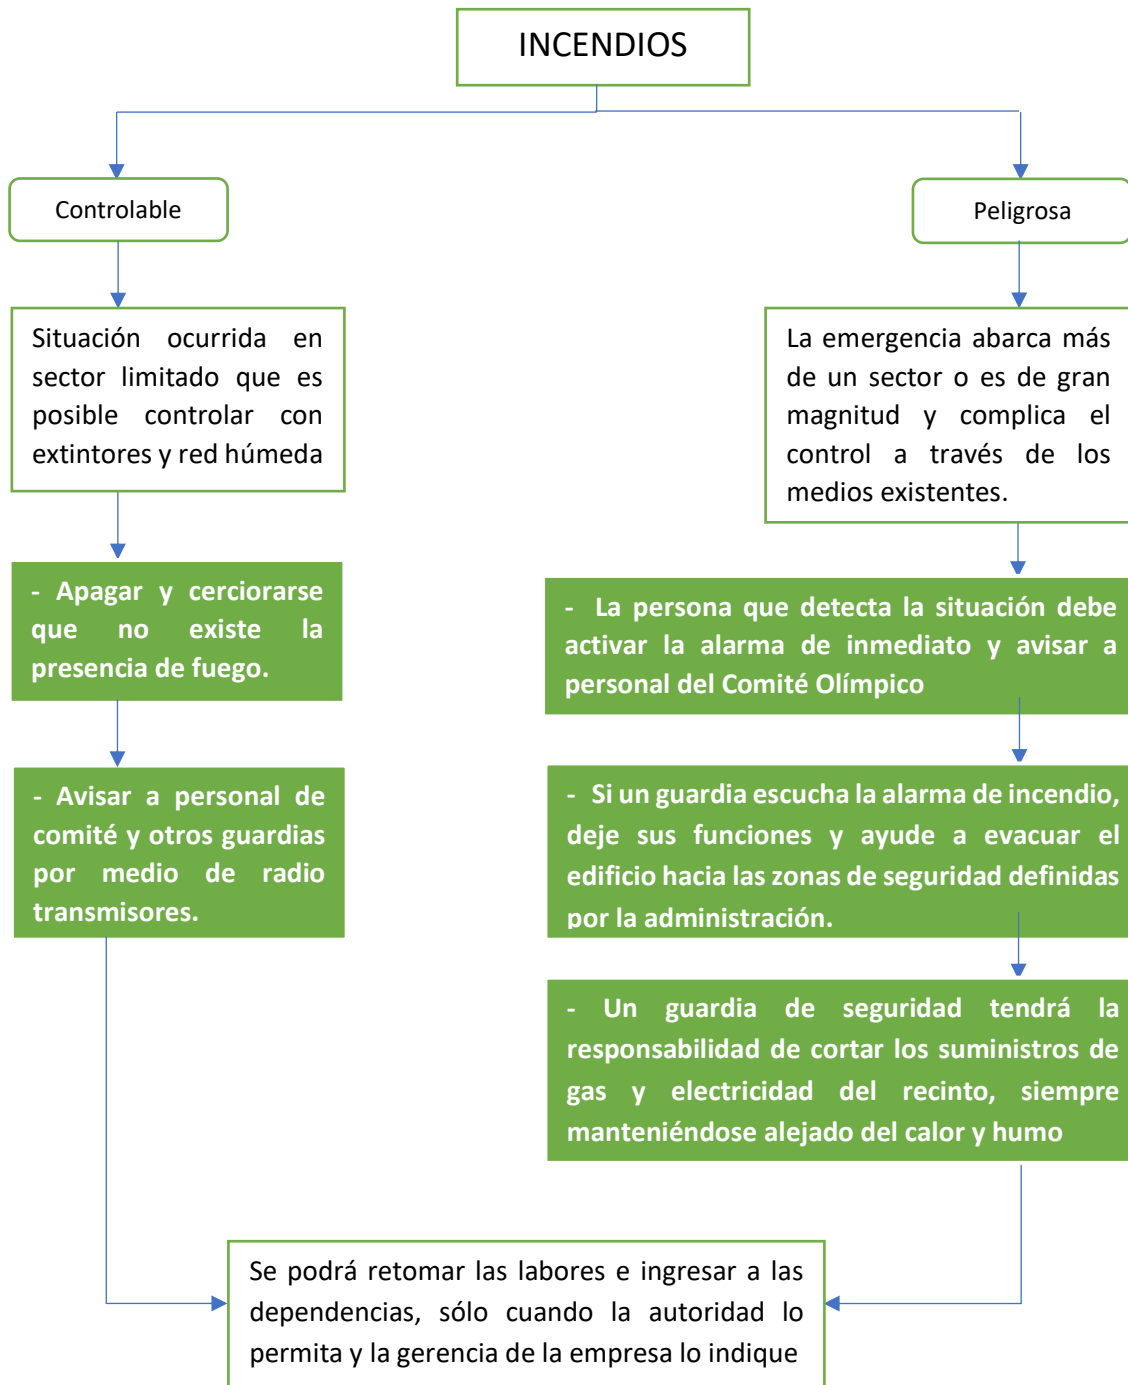 INCENDIOS
Controlable
Peligrosa
Situación ocurrida en
sector limitado que es
posible controlar con
extintores y red húmeda
La emergencia abarca más
de un sector o es de gran
magnitud y complica el
control a través de los
medios existentes.
- Apagar y cerciorarse
que no existe la
presencia de fuego.
- La persona que detecta la situación debe
activar la alarma de inmediato y avisar a
personal del Comité Olímpico
- Avisar a personal de
comité y otros guardias
por medio de radio
transmisores.
- Si un guardia escucha la alarma de incendio,
deje sus funciones y ayude a evacuar el
edificio hacia las zonas de seguridad definidas
por la administración.
- Un guardia de seguridad tendrá la
responsabilidad de cortar los suministros de
gas y electricidad del recinto, siempre
manteniéndose alejado del calor y humo
Se podrá retomar las labores e ingresar a las
dependencias, sólo cuando la autoridad lo
permita y la gerencia de la empresa lo indique